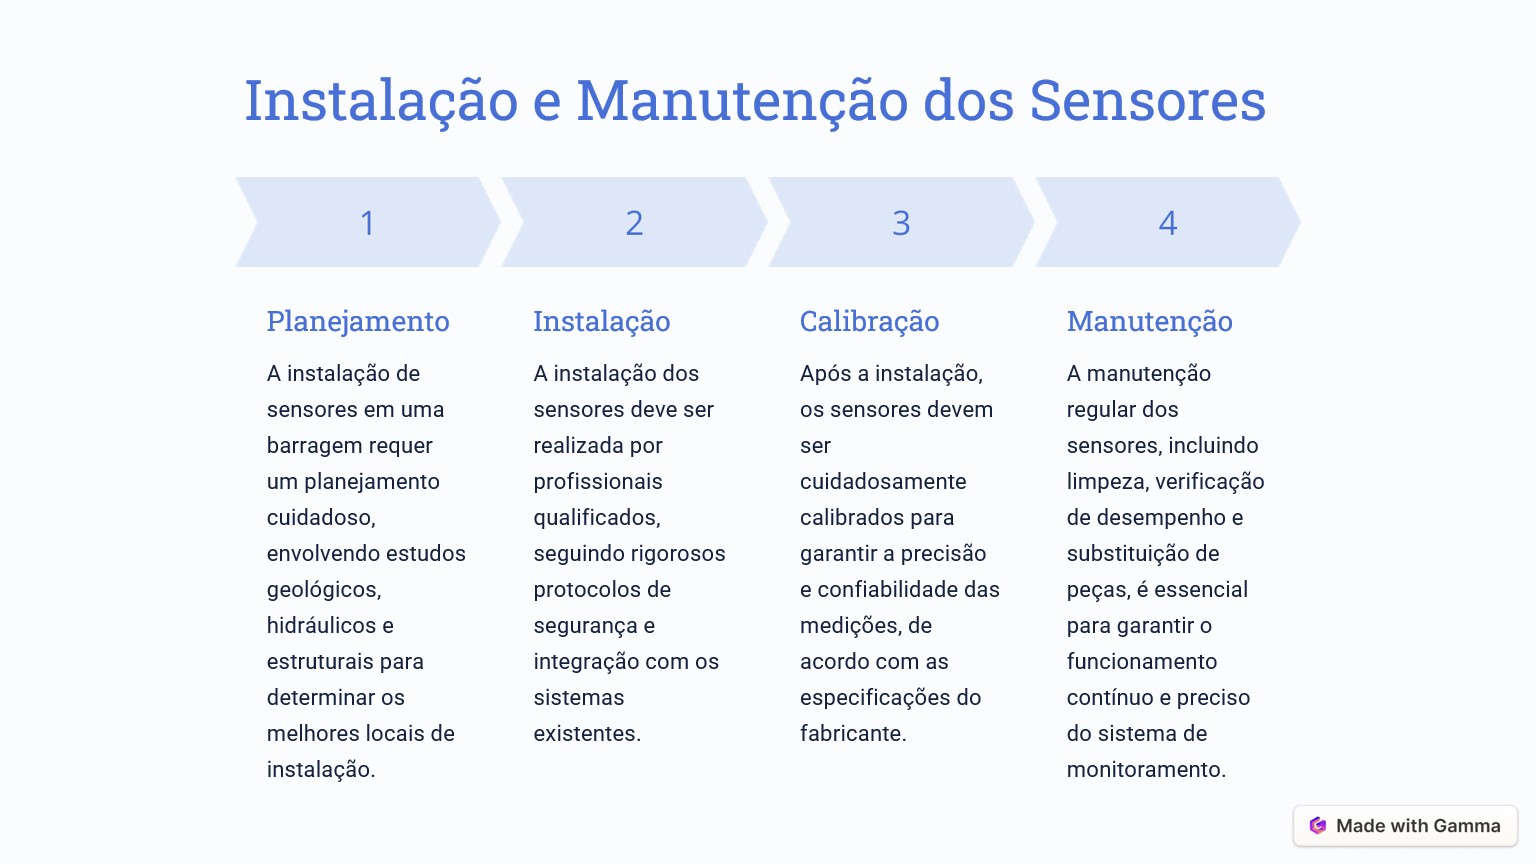 Instalação e Manutenção dos Sensores
1
2
3
4
Planejamento
A instalação de
sensores em uma
barragem requer
um planejamento
cuidadoso,
envolvendo estudos
geológicos,
hidráulicos e
estruturais para
determinar os
melhores locais de
instalação.
Instalação
A instalação dos
sensores deve ser
realizada por
profissionais
qualificados,
seguindo rigorosos
protocolos de
segurança e
integração com os
sistemas
existentes.
Calibração
Após a instalação,
os sensores devem
ser
cuidadosamente
calibrados para
garantir a precisão
e confiabilidade das
medições, de
acordo com as
especificações do
fabricante.
Manutenção
A manutenção
regular dos
sensores, incluindo
limpeza, verificação
de desempenho e
substituição de
peças, é essencial
para garantir o
funcionamento
contínuo e preciso
do sistema de
monitoramento.
Made with Gamma